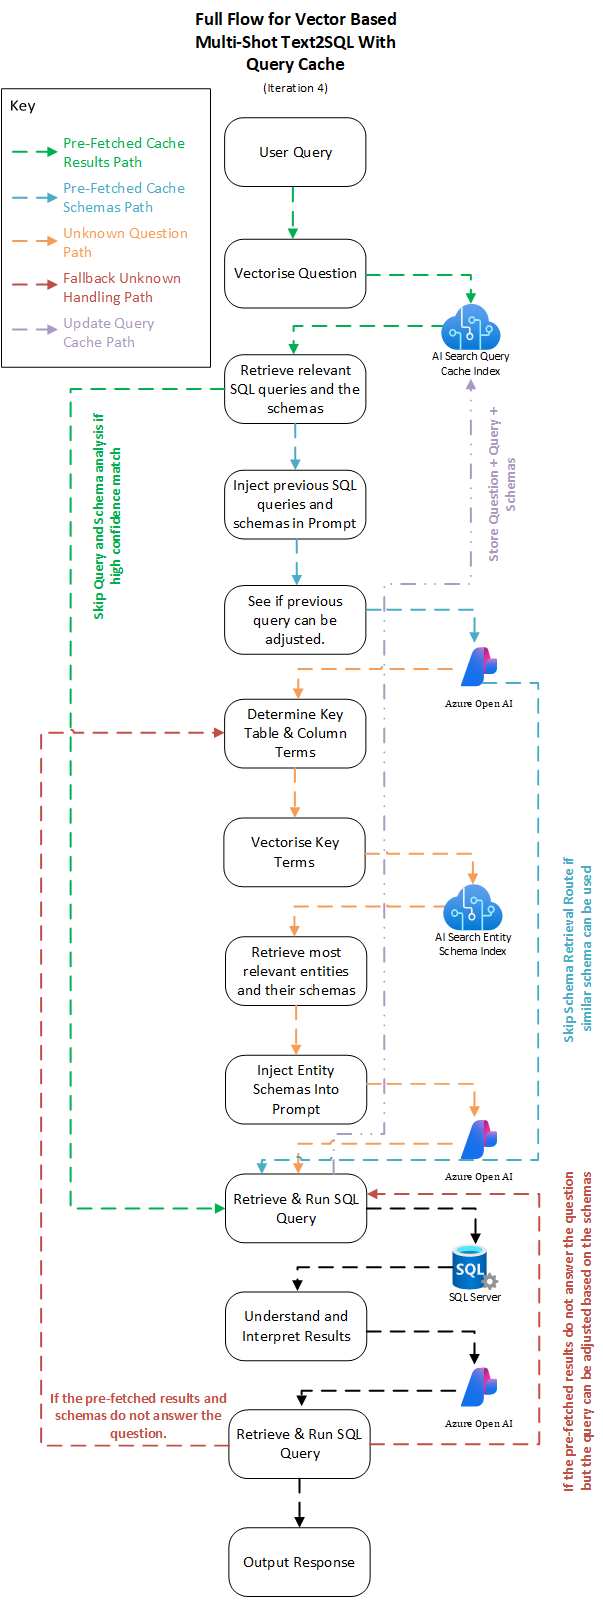 Full Flow for Vector Based
Multi-Shot Text2SQL With
Query Cache
(Iteration 4)
Key
Pre-Fetched Cache
Results Path
Pre-Fetched Cache
Schemas Path
Unknown Question
Path
Fallback Unknown
Handling Path
Update Query
Cache Path
User Query
Vectorise Question
AI Search Query
Cache Index
Retrieve relevant
SQL queries and the
schemas
Skip Query and Schema analysis if
high confidence match
Store Question + Query +
Schemas
Inject previous SQL
queries and
schemas in Prompt
See if previous
query can be
adjusted.
Azure Open AI
Determine Key
Table & Column
Terms
Vectorise Key
Terms
AI Search Entity
Schema Index
Skip Schema Retrieval Route if
similar schema can be used
Retrieve most
relevant entities
and their schemas
Inject Entity
Schemas Into
Prompt
Azure Open AI
Retrieve & Run SQL
Query
SQL
SQL Server
If the pre-fetched results do not answer the question
but the query can be adjusted based on the schemas
Understand and
Interpret Results
Azure Open AI
If the pre-fetched results and
schemas do not answer the
question.
Retrieve & Run SQL
Query
Output Response